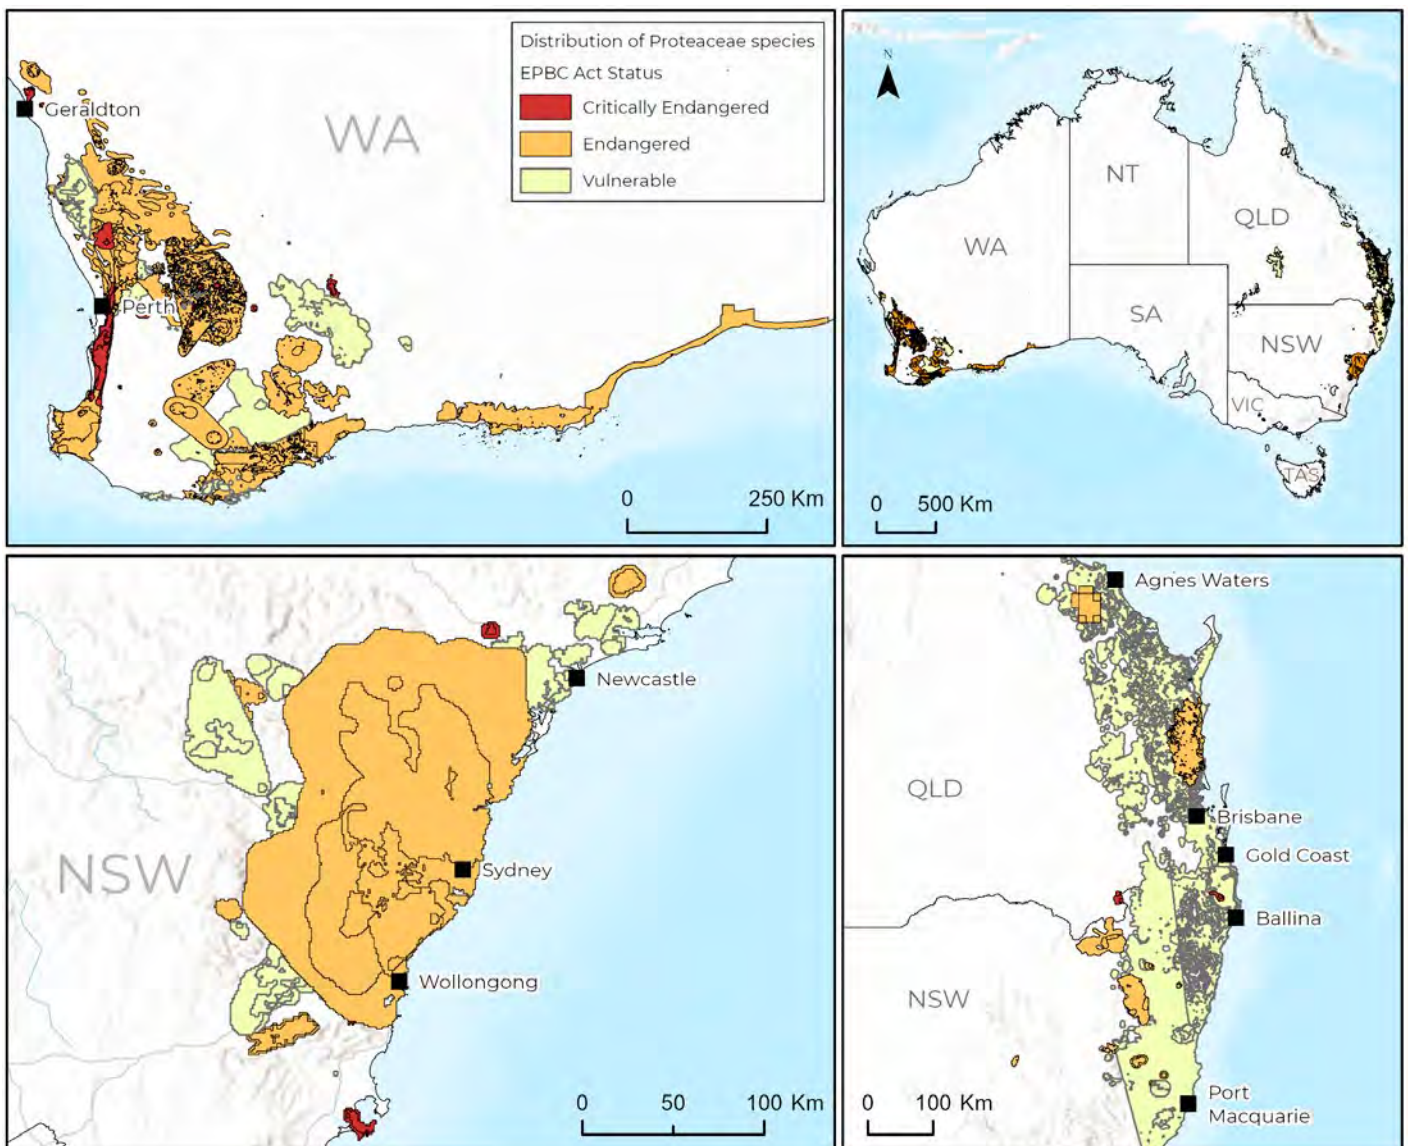 Distribution of Proteaceae species
EPBC Act Status
Critically Endangered
Endangered
Vulnerable
WA
Geraldton
Perth
0 250 Km
N
NT
QLD
WA
SA
NSW
VIC
TAS
0 500 Km
Newcastle
NSW
Sydney
Wollongong
0 50 100 Km
Agnes Waters
QLD
Brisbane
Gold Coast
Ballina
NSW
Port
Macquarie
0 100 Km